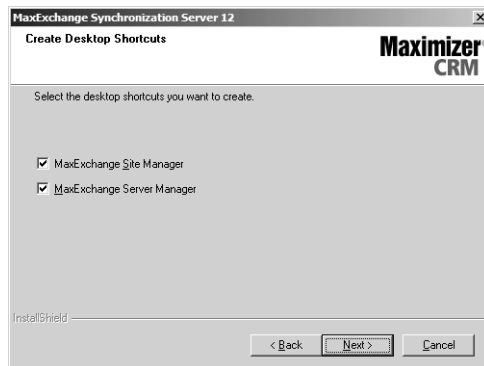 MaxExchange Synchronization Server 12
Create Desktop Shortcuts
Maximizer
CRM
Select the desktop shortcuts you want to create.
MaxExchange Site Manager
MaxExchange Server Manager
InstallShield
< Back
Next >
Cancel